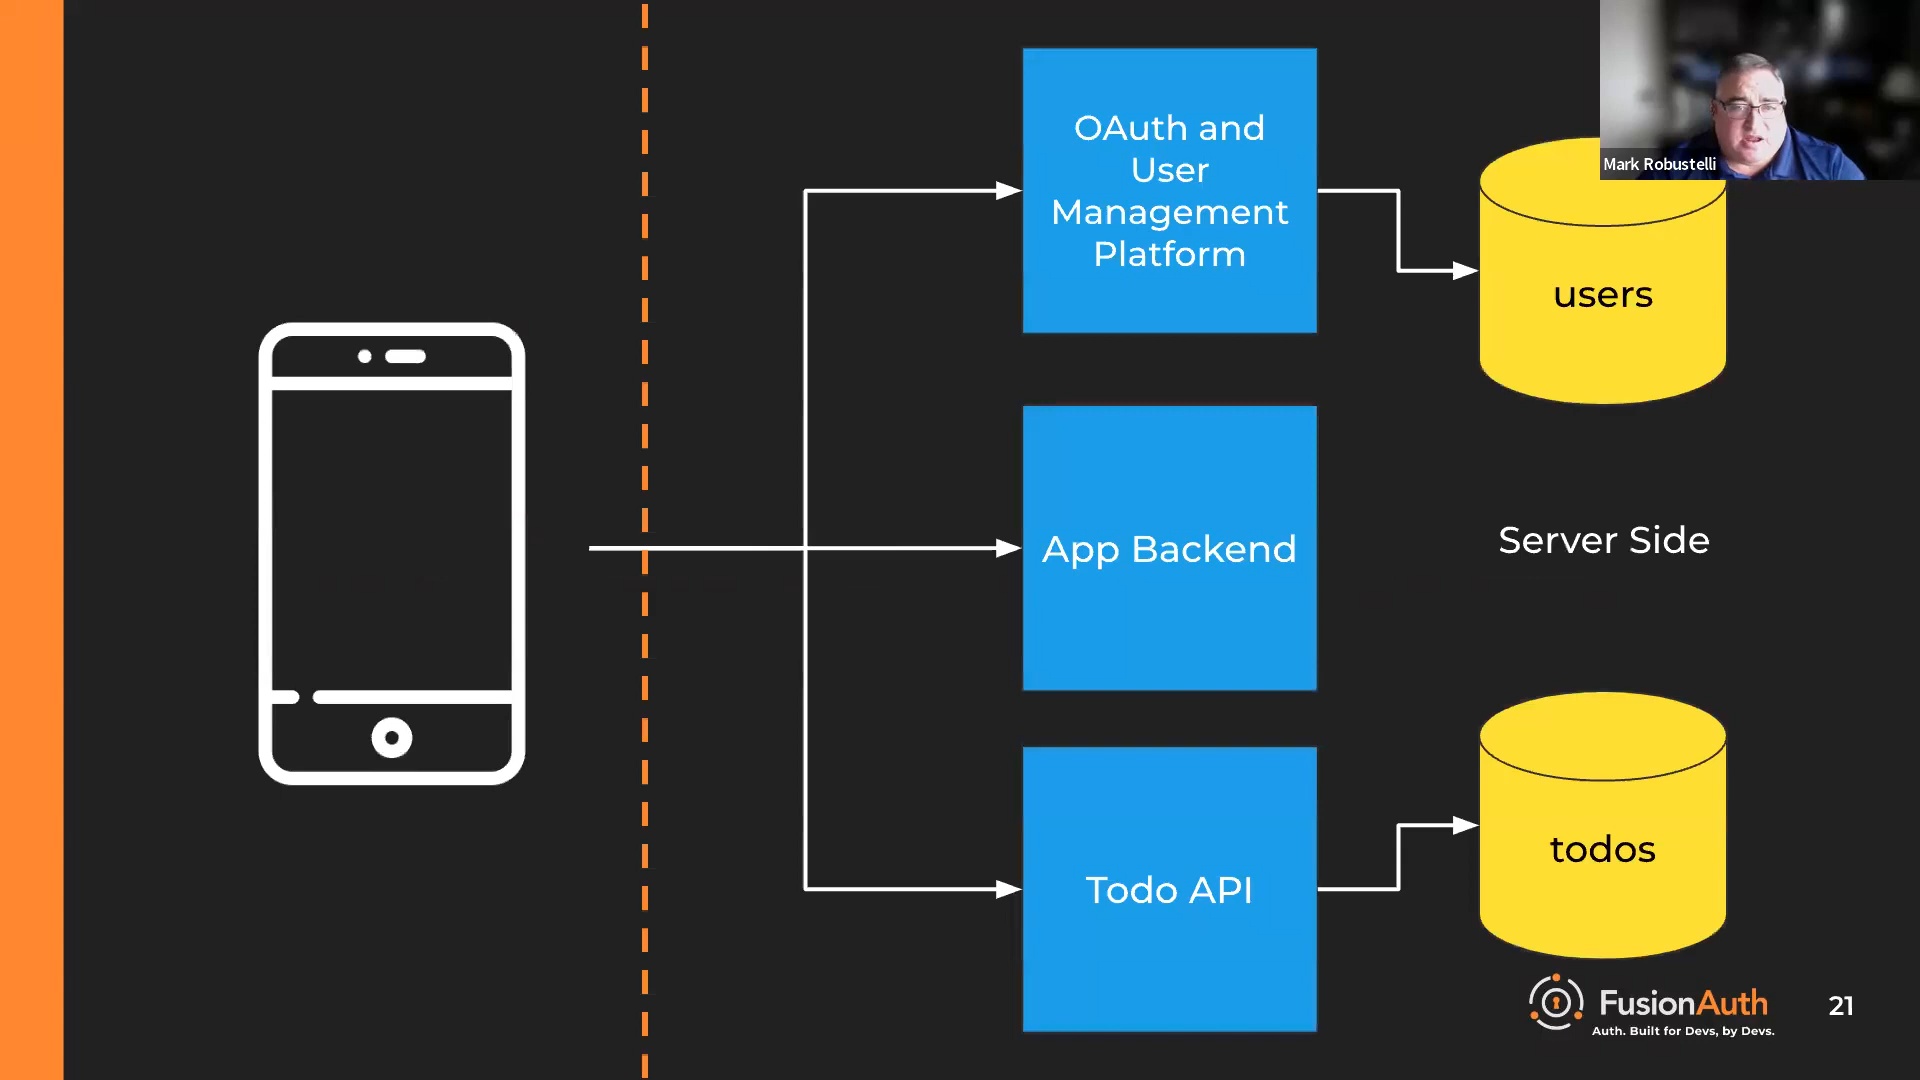 OAuth and
User
Management
Platform
Mark Robustelli
users
App Backend
Server Side
Todo API
todos
FusionAuth
Auth. Built for Devs, by Devs.
21